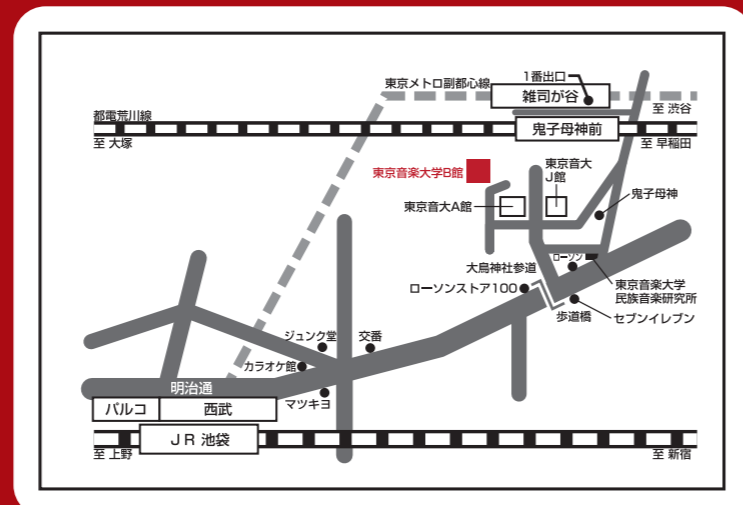 1番出口
東京メトロ副都心線
雑司が谷
至 渋谷
都電荒川線
鬼子母神前
至 大塚
至 早稲田
東京音楽大学B館
東京音大
J館
東京音大A館
鬼子母神
大鳥神社参道
ローソン
ローソンストア100
東京音楽大学
民族音楽研究所
歩道橋
セブンイレブン
ジュンク堂
交番
カラオケ館
明治通
マツキヨ
パルコ
西武
JR 池袋
至 上野
至 新宿